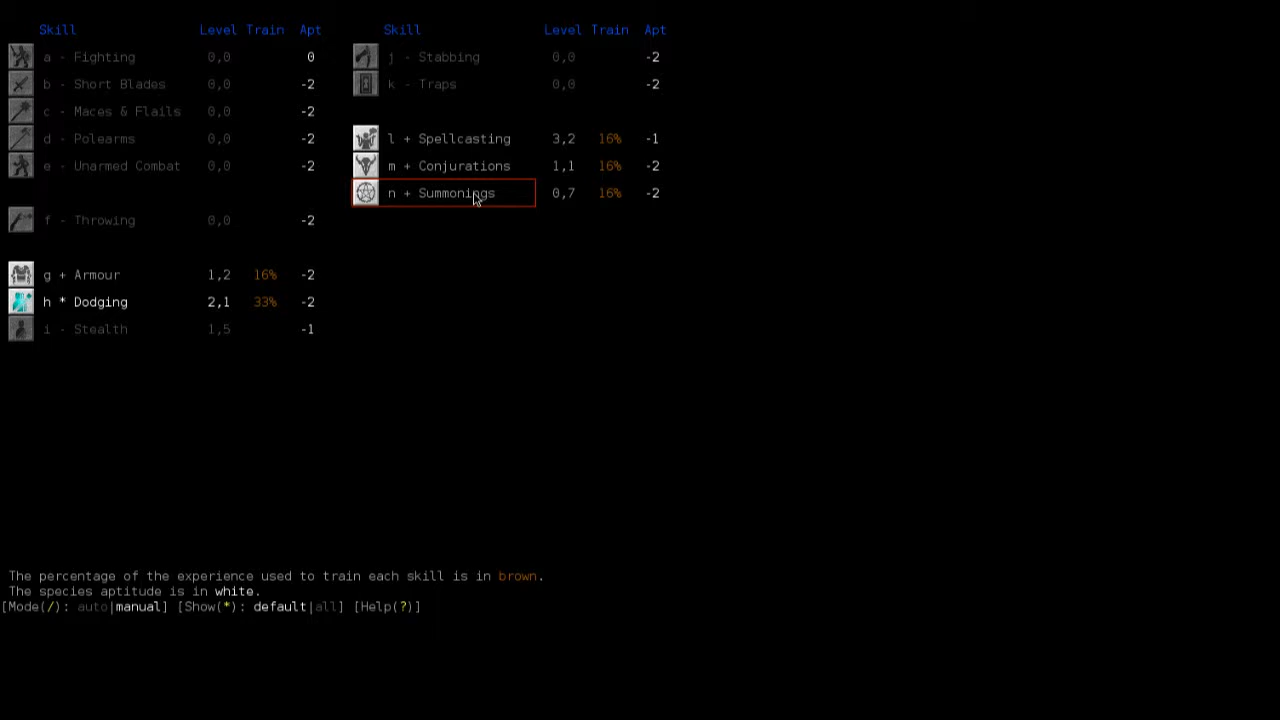 Skill Level Train Apt Skill Level Train Apt
a - Fighting 0,0 0 j - Stabbing 0,0 -2
b - Short Blades 0,0 -2 k - Traps 0,0 -2
c - Maces & Flails 0,0 -2
d - Polearms 0,0 -2 l + Spellcasting 3,2 16% -1
e - Unarmed Combat 0,0 -2 m + Conjurations 1,1 16% -2
n + Summonings 0,7 16% -2
f - Throwing 0,0 -2
g + Armour 1,2 16% -2
h * Dodging 2,1 33% -2
i - Stealth 1,5 -1
The percentage of the experience used to train each skill is in brown.
The species aptitude is in white.
[Mode(/): auto|manual] [Show(*): default|all] [Help(?)]